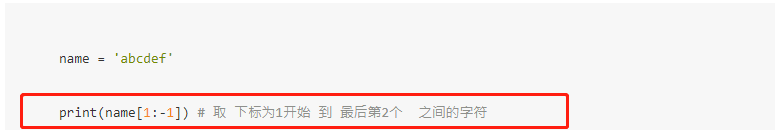 name = 'abcdef'
print(name[1:-1]) # 取 下标为1开始 到 最后第2个  之间的字符